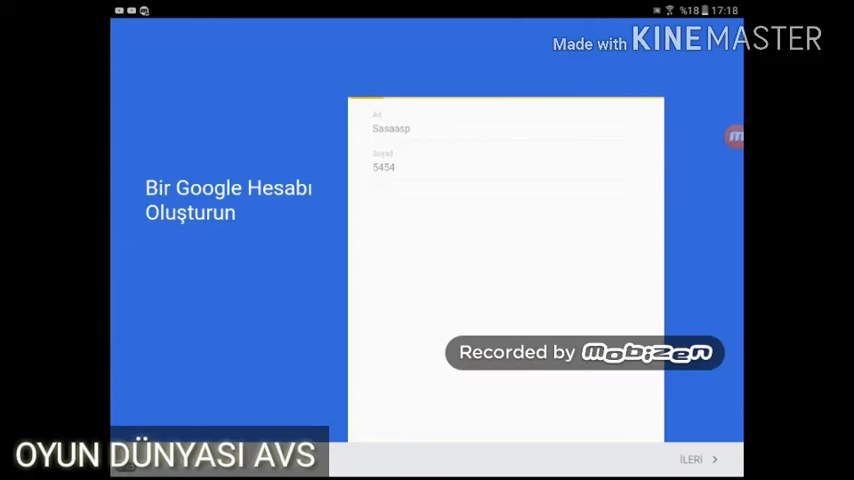 %18 17:18
Made with KINEMASTER
Ad
Sasaasp
Soyad
5454
Bir Google Hesabı
Oluşturun
Recorded by mobizen
OYUN DÜNYASI AVS
İLERİ